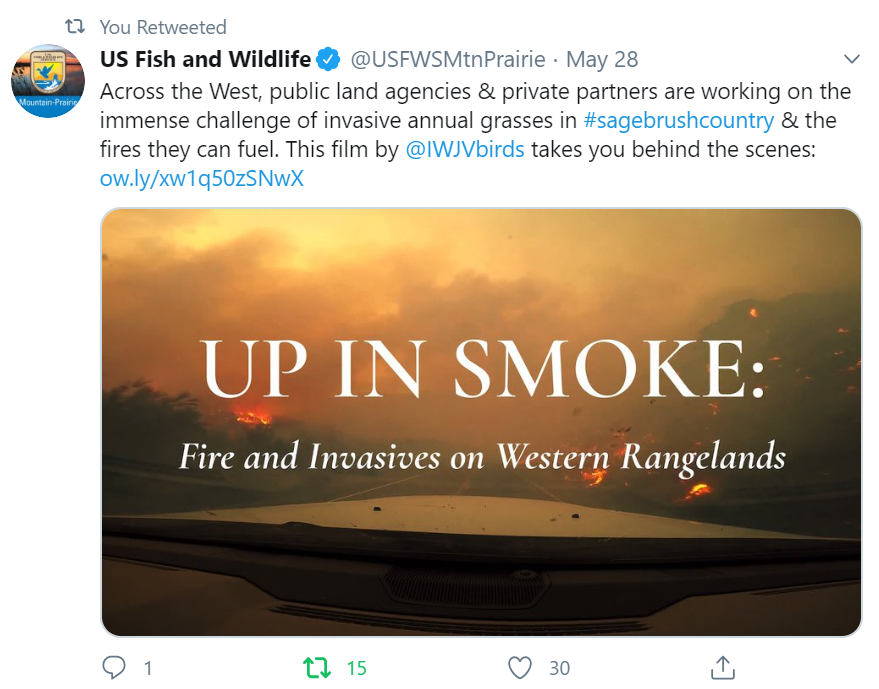 You Retweeted
US Fish and Wildlife @USFWSMtnPrairie · May 28
Across the West, public land agencies & private partners are working on the
immense challenge of invasive annual grasses in #sagebrushcountry & the
fires they can fuel. This film by @IWJVbirds takes you behind the scenes:
ow.ly/xw1q50zSNwX
Mountain-Prairie
UP IN SMOKE:
Fire and Invasives on Western Rangelands
1
15
30